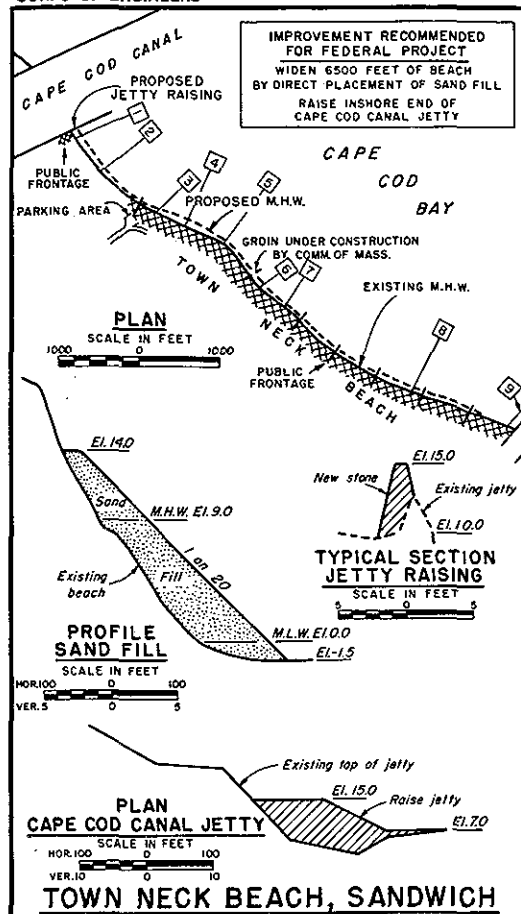 CORPS OF ENGINEERS
IMPROVEMENT RECOMMENDED
FOR FEDERAL PROJECT
WIDEN 6500 FEET OF BEACH
BY DIRECT PLACEMENT OF SAND FILL
RAISE INSHORE END OF
CAPE COD CANAL JETTY
CAPE COD CANAL
PROPOSED
JETTY RAISING
1
2
PUBLIC
FRONTAGE
CAPE
COD
BAY
3
4
5
PARKING AREA
PROPOSED M.H.W.
GROIN UNDER CONSTRUCTION
BY COMM. OF MASS.
6
7
TOWN NECK BEACH
EXISTING M.H.W.
8
9
PUBLIC
FRONTAGE
PLAN
SCALE IN FEET
1000 0 1000
El. 14.0
Sand
M.H.W. El. 9.0
1 on 20
Existing
beach
Fill
M.L.W. El. 0.0
El.-1.5
PROFILE
SAND FILL
SCALE IN FEET
HOR. 100 0 100
VER. 5 0 5
New stone
El. 15.0
Existing jetty
El. 10.0
TYPICAL SECTION
JETTY RAISING
SCALE IN FEET
5 0 5
Existing top of jetty
El. 15.0
Raise jetty
El. 7.0
PLAN
CAPE COD CANAL JETTY
SCALE IN FEET
HOR. 100 0 100
VER. 10 0 10
TOWN NECK BEACH, SANDWICH